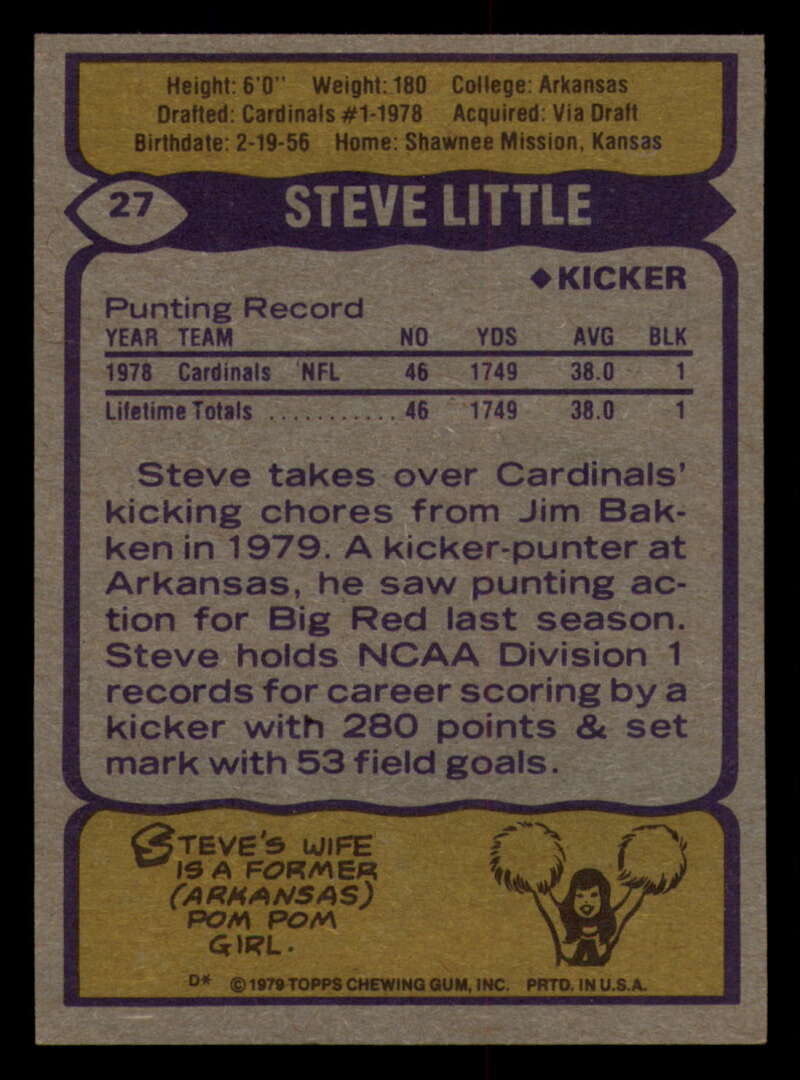 Height: 6'0" Weight: 180 College: Arkansas
Drafted: Cardinals #1-1978 Acquired: Via Draft
Birthdate: 2-19-56 Home: Shawnee Mission, Kansas
27 STEVE LITTLE
◆KICKER
Punting Record
YEAR TEAM NO YDS AVG BLK
1978 Cardinals NFL 46 1749 38.0 1
Lifetime Totals ........... 46 1749 38.0 1
Steve takes over Cardinals'
kicking chores from Jim Bak-
ken in 1979. A kicker-punter at
Arkansas, he saw punting ac-
tion for Big Red last season.
Steve holds NCAA Division 1
records for career scoring by a
kicker with 280 points & set
mark with 53 field goals.
STEVE'S WIFE
IS A FORMER
(ARKANSAS)
POM POM
GIRL.
D* ©1979 TOPPS CHEWING GUM, INC. PRTD. IN U.S.A.